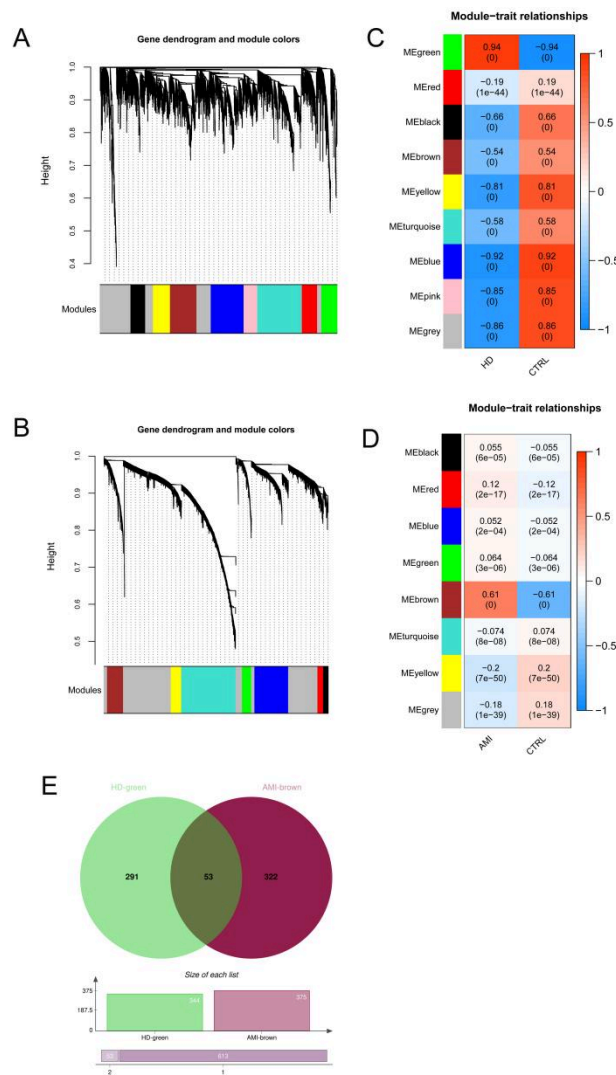 A
Gene dendrogram and module colors
Height
1.0
0.9
0.8
0.7
0.6
0.5
0.4
Modules
C
Module−trait relationships
MEgreen
0.94
(0)
−0.94
(0)
MEred
−0.19
(1e−44)
0.19
(1e−44)
MEblack
−0.66
(0)
0.66
(0)
MEbrown
−0.54
(0)
0.54
(0)
MEyellow
−0.81
(0)
0.81
(0)
MEturquoise
−0.58
(0)
0.58
(0)
MEblue
−0.92
(0)
0.92
(0)
MEpink
−0.85
(0)
0.85
(0)
MEgrey
−0.86
(0)
0.86
(0)
HD
CTRL
1
0.5
0
−0.5
−1
B
Gene dendrogram and module colors
Height
1.0
0.9
0.8
0.7
0.6
0.5
Modules
D
Module−trait relationships
MEblack
0.055
(6e−05)
−0.055
(6e−05)
MEred
0.12
(2e−17)
−0.12
(2e−17)
MEblue
0.052
(2e−04)
−0.052
(2e−04)
MEgreen
0.064
(3e−06)
−0.064
(3e−06)
MEbrown
0.61
(0)
−0.61
(0)
MEturquoise
−0.074
(8e−08)
0.074
(8e−08)
MEyellow
−0.2
(7e−50)
0.2
(7e−50)
MEgrey
−0.18
(1e−39)
0.18
(1e−39)
AMI
CTRL
1
0.5
0
−0.5
−1
E
HD-green
AMI-brown
291
53
322
Size of each list
375
187.5
0
344
375
HD-green
AMI-brown
53
613
2
1